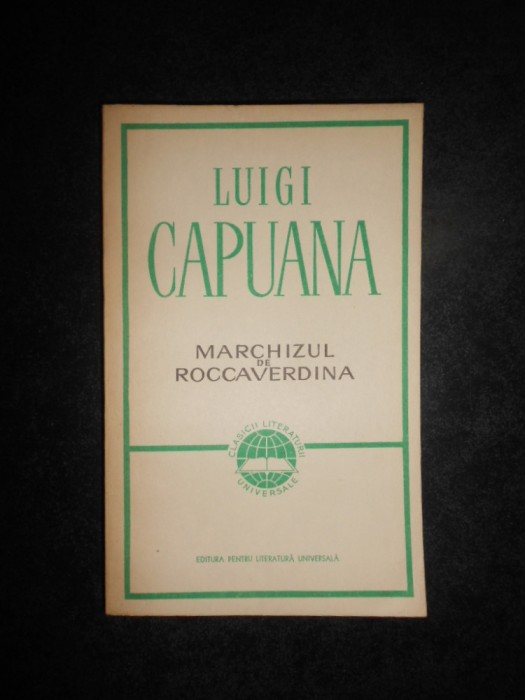 LUIGI
CAPUANA
MARCHIZUL
DE
ROCCAVERDINA
CLASICII LITERATURII
UNIVERSALE
EDITURA PENTRU LITERATURĂ UNIVERSALĂ